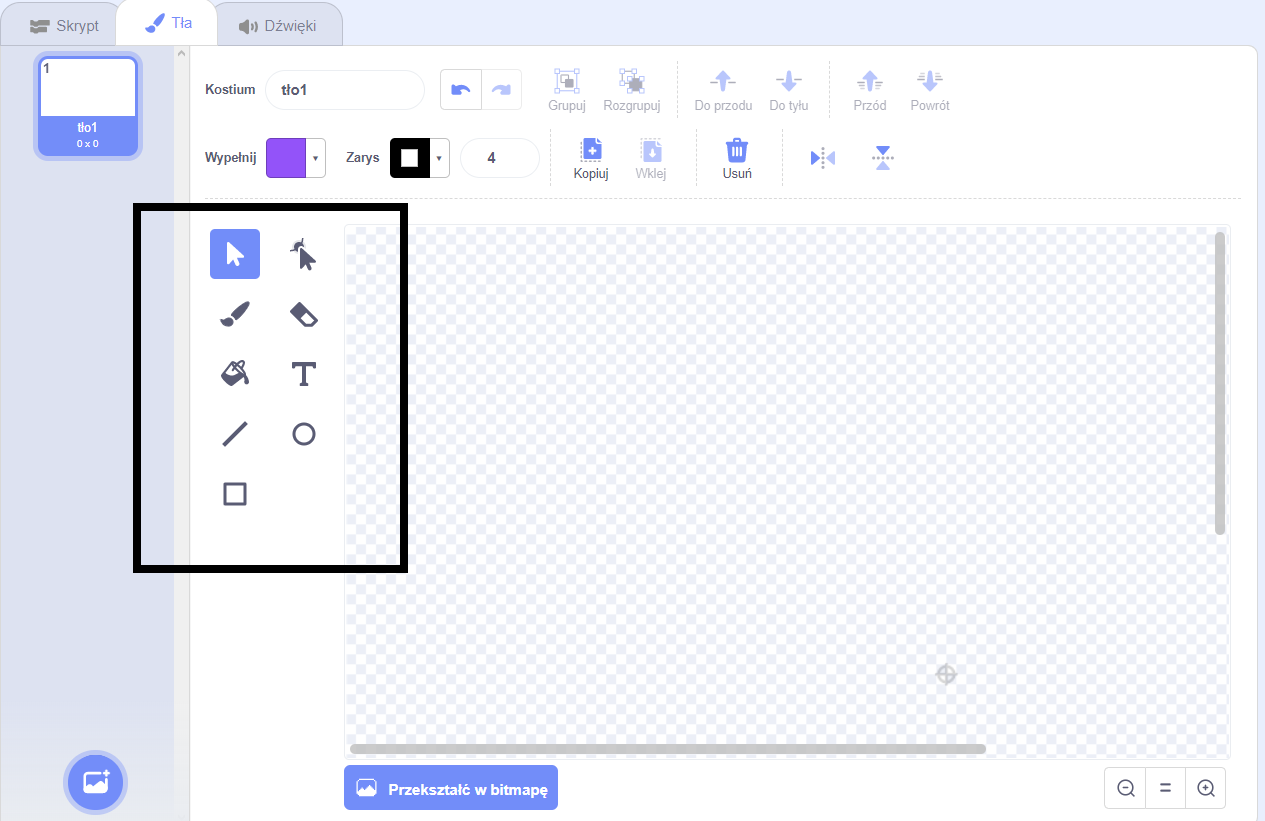 Skrypt
Tła
Dźwięki
1
tło1
0 x 0
Kostium
tło1
Grupuj
Rozgrupuj
Do przodu
Do tyłu
Przód
Powrót
Wypełnij
Zarys
4
Kopiuj
Wklej
Usuń
T
Przekształć w bitmapę